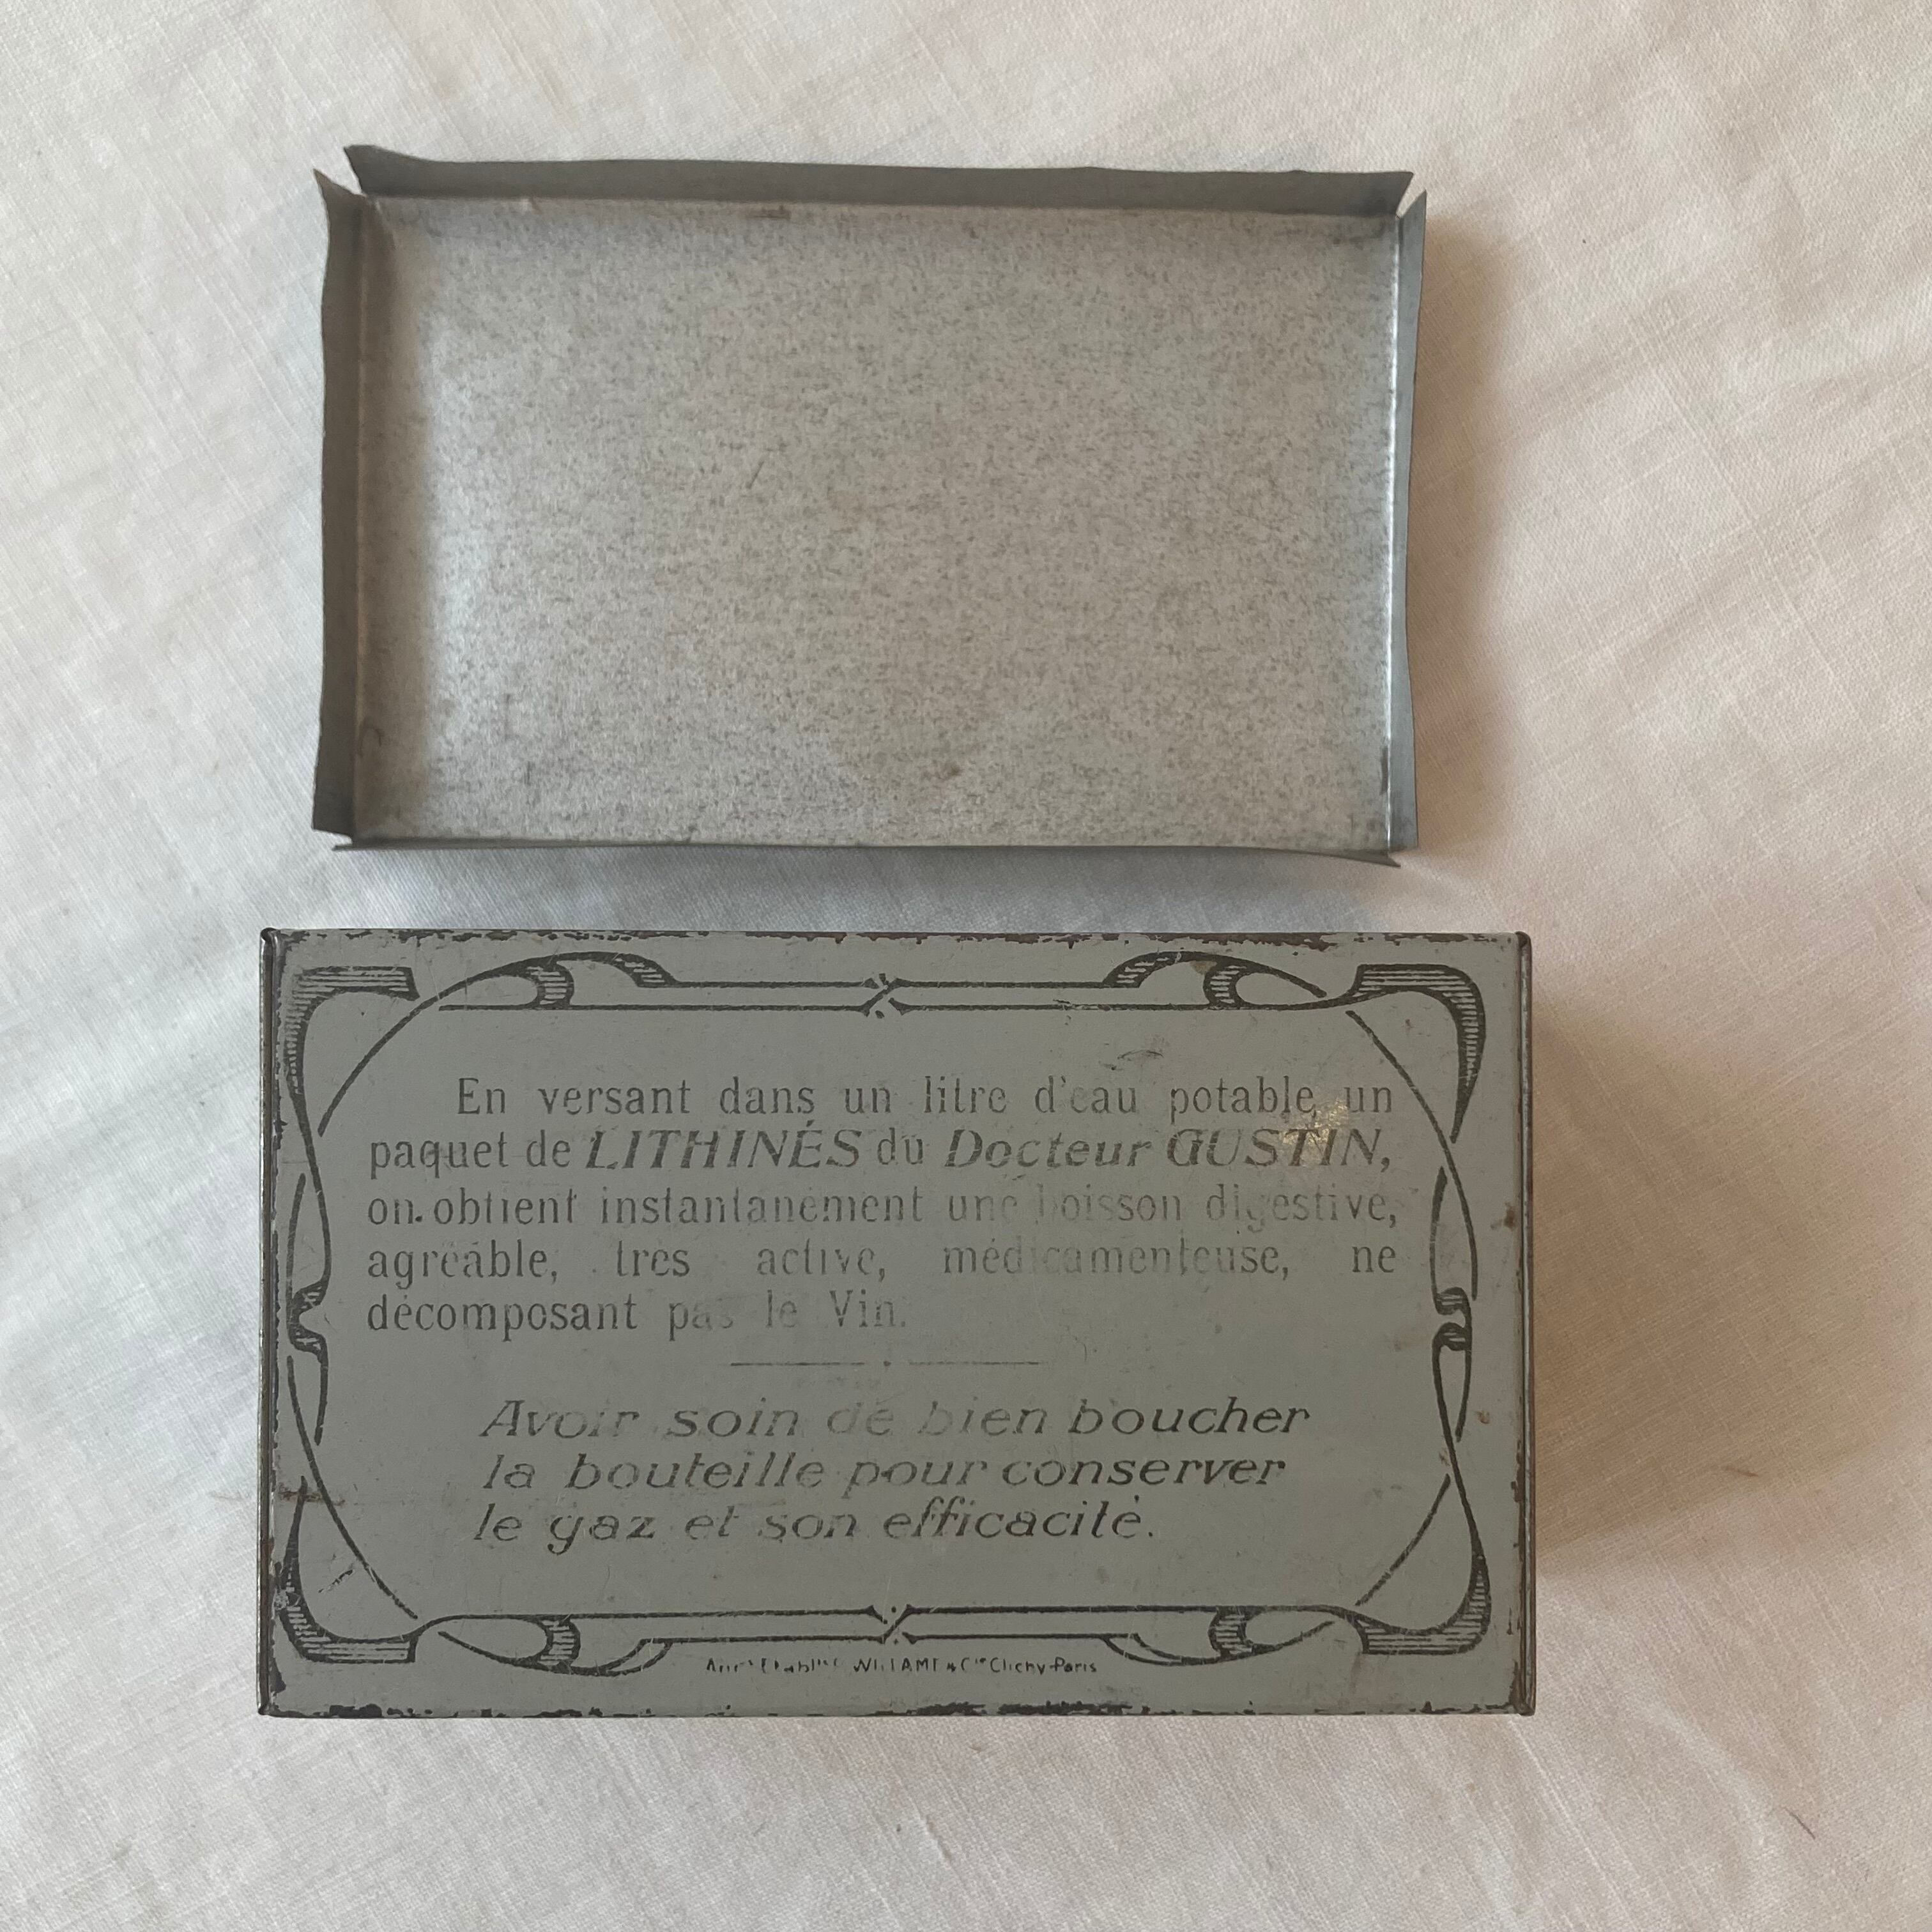 En versant dans un litre d'eau potable, un
paquet de LITHINÉS du Docteur GUSTIN,
on obtient instantanément une boisson digestive,
agréable, très active, médicamenteuse, ne
décomposant pas le Vin.
Avoir soin de bien boucher
la bouteille pour conserver
le gaz et son efficacité.
& Cie Clichy-Paris